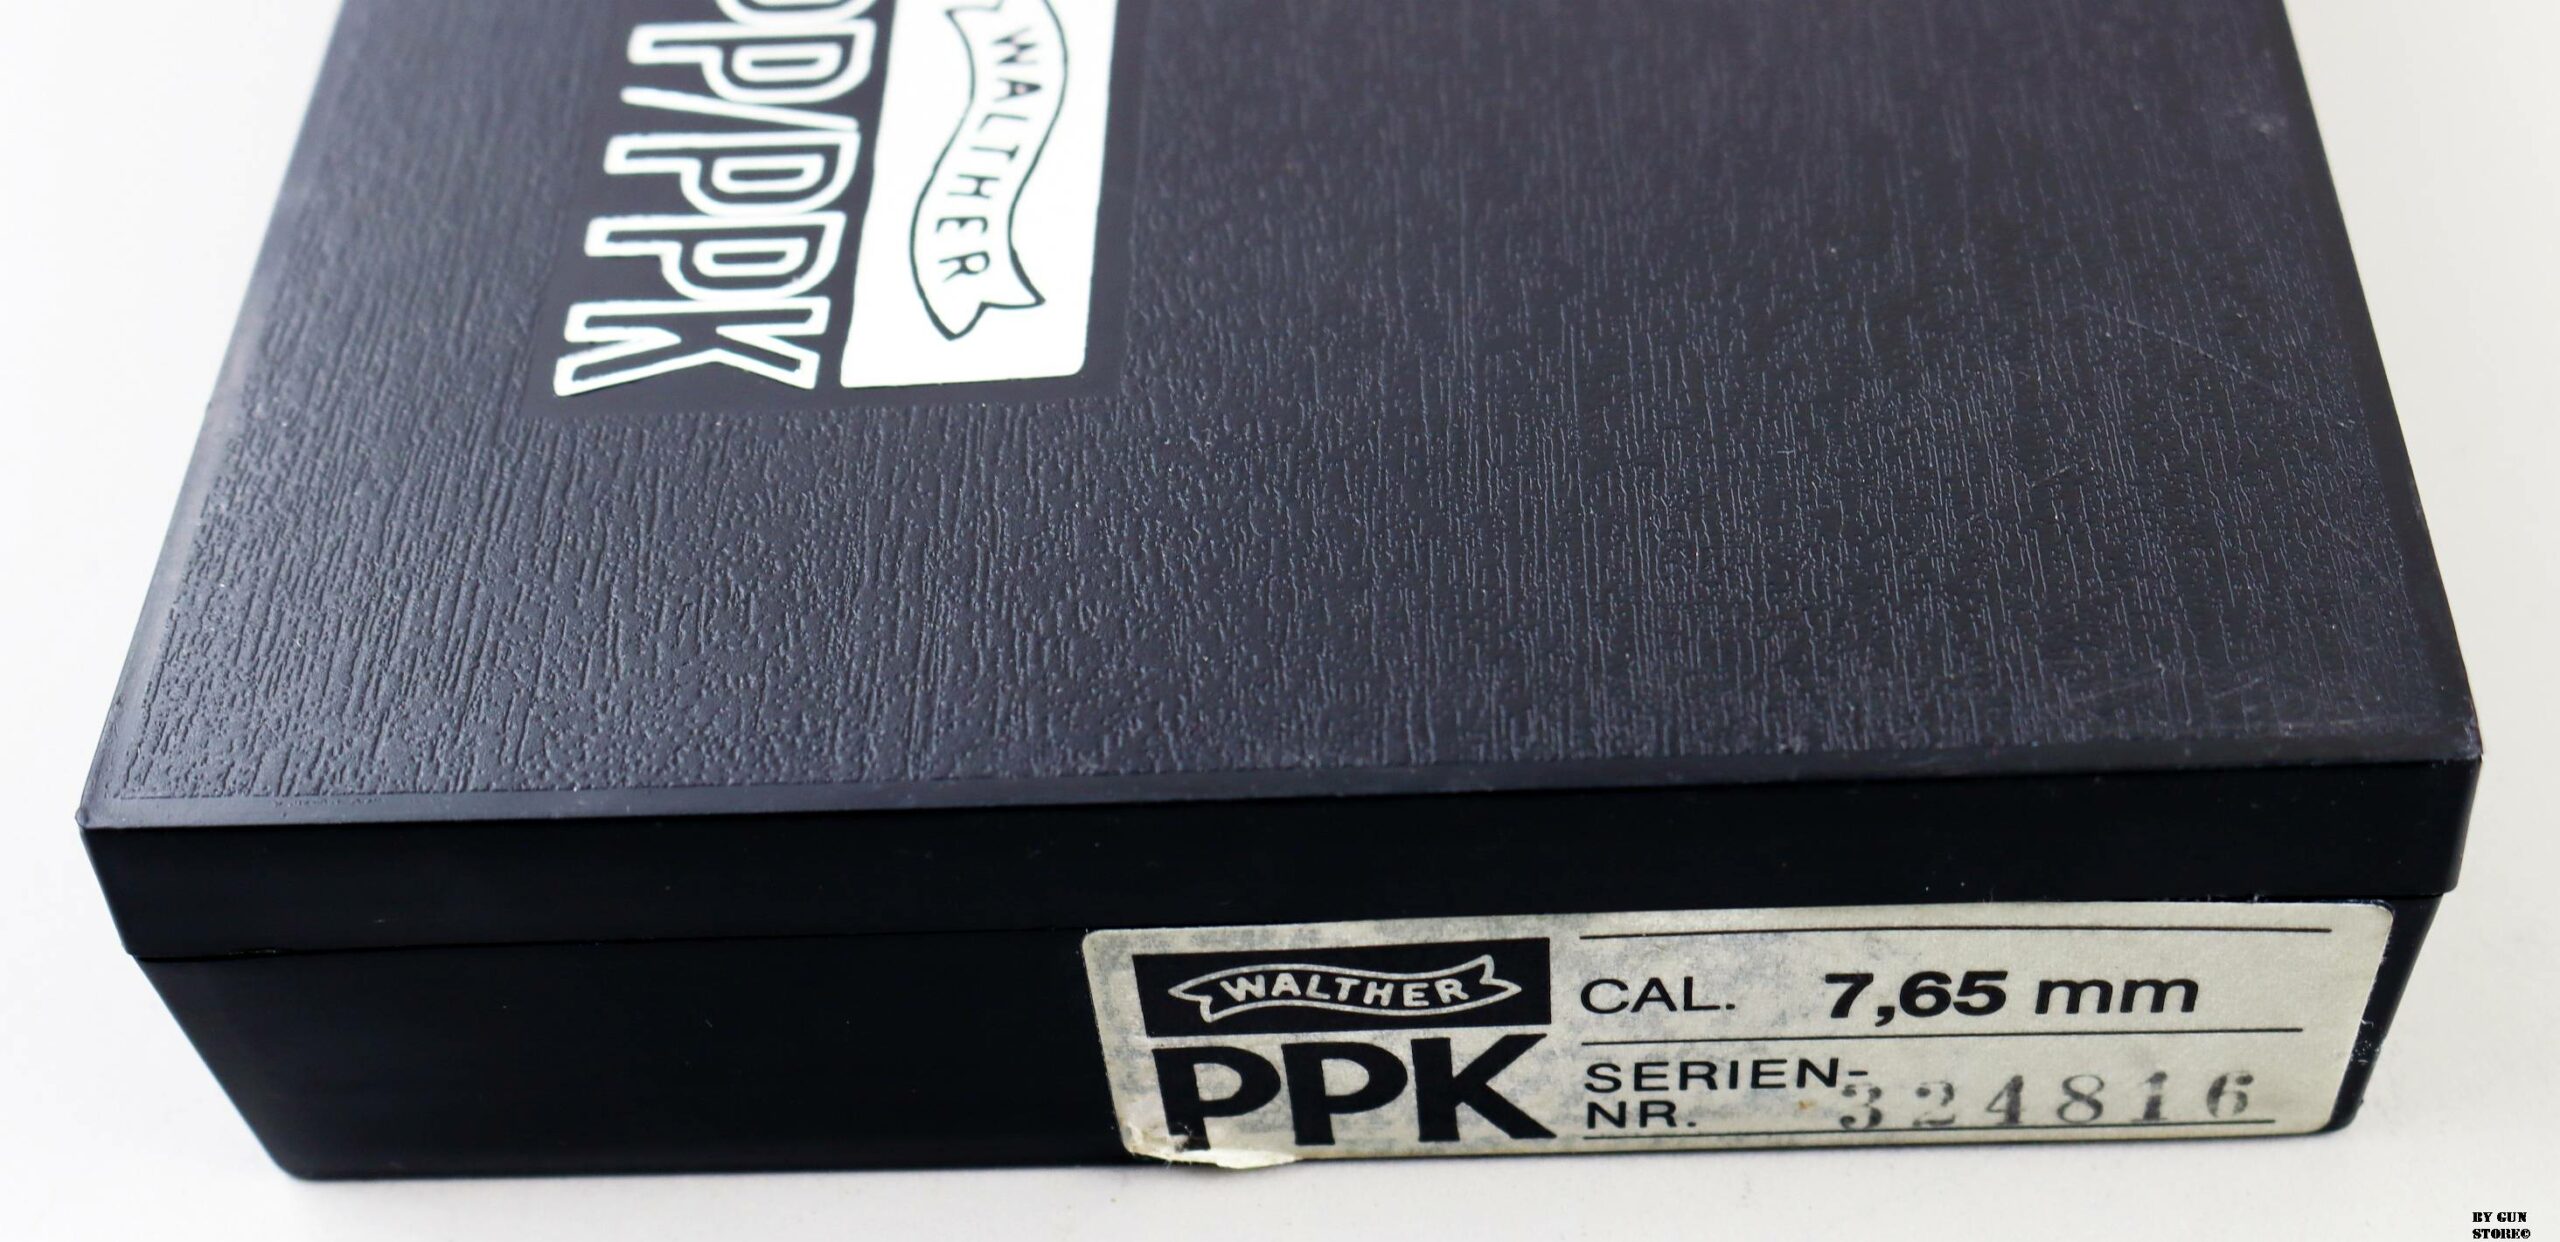 PP/PPK
WALTHER
WALTHER
PPK
CAL. 7,65 mm
SERIEN-
NR. 324816
BY GUN
STORE©